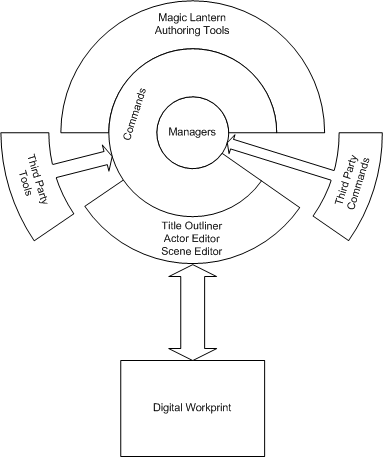 Magic Lantern
Authoring Tools
Commands
Managers
Third Party
Tools
Third Party
Commands
Title Outliner
Actor Editor
Scene Editor
Digital Workprint